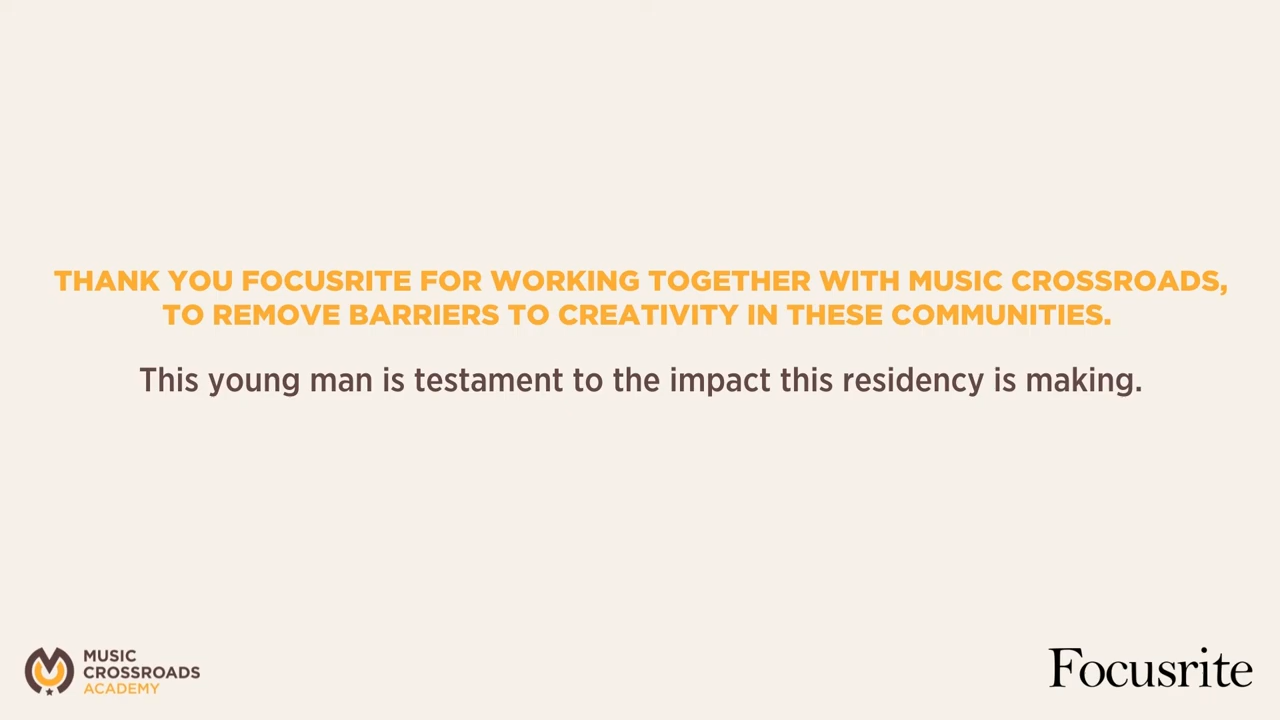 THANK YOU FOCUSRITE FOR WORKING TOGETHER WITH MUSIC CROSSROADS,
TO REMOVE BARRIERS TO CREATIVITY IN THESE COMMUNITIES.
This young man is testament to the impact this residency is making.
MUSIC
CROSSROADS
ACADEMY
Focusrite